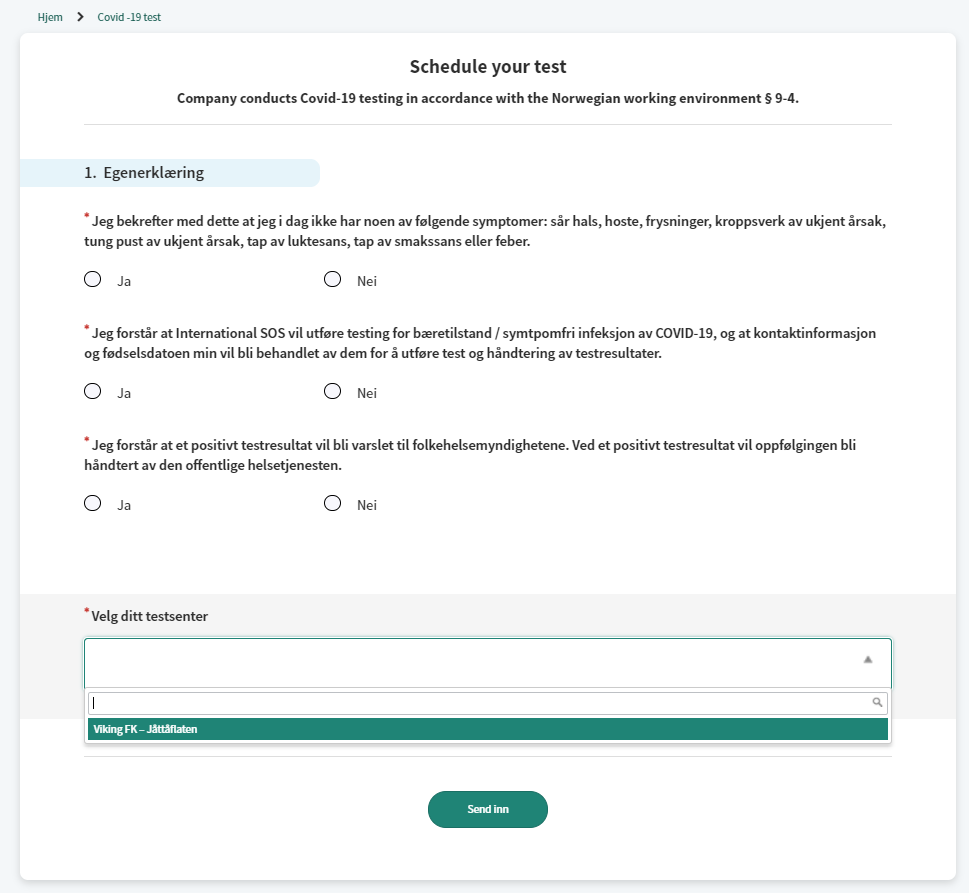 Hjem > Covid -19 test
Schedule your test
Company conducts Covid-19 testing in accordance with the Norwegian working environment § 9-4.
1. Egenerklæring
* Jeg bekrefter med dette at jeg i dag ikke har noen av følgende symptomer: sår hals, hoste, frysninger, kroppsverk av ukjent årsak,
tung pust av ukjent årsak, tap av luktesans, tap av smakssans eller feber.
Ja Nei
* Jeg forstår at International SOS vil utføre testing for bæretilstand / symtpomfri infeksjon av COVID-19, og at kontaktinformasjon
og fødselsdatoen min vil bli behandlet av dem for å utføre test og håndtering av testresultater.
Ja Nei
* Jeg forstår at et positivt testresultat vil bli varslet til folkehelsemyndighetene. Ved et positivt testresultat vil oppfølgingen bli
håndtert av den offentlige helsetjenesten.
Ja Nei
* Velg ditt testsenter
Viking FK – Jåttåflaten
Send inn